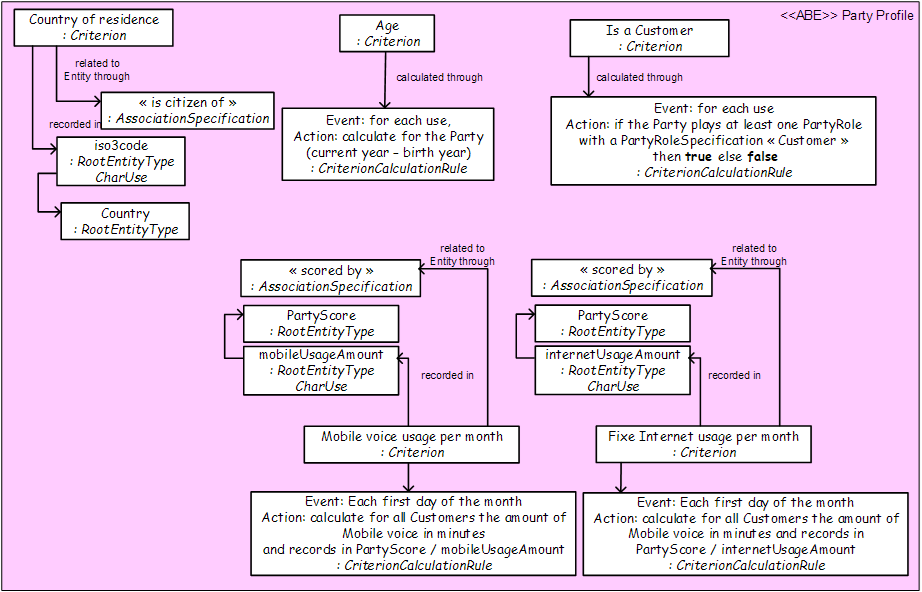 <<ABE>> Party Profile
Country of residence
: Criterion
related to
Entity through
« is citizen of »
: AssociationSpecification
recorded in
iso3code
: RootEntityType
CharUse
Country
: RootEntityType
Age
: Criterion
calculated through
Event: for each use,
Action: calculate for the Party
(current year – birth year)
: CriterionCalculationRule
Is a Customer
: Criterion
calculated through
Event: for each use
Action: if the Party plays at least one PartyRole
with a PartyRoleSpecification « Customer »
then true else false
: CriterionCalculationRule
related to
Entity through
« scored by »
: AssociationSpecification
PartyScore
: RootEntityType
mobileUsageAmount
: RootEntityType
CharUse
recorded in
Mobile voice usage per month
: Criterion
Event: Each first day of the month
Action: calculate for all Customers the amount of
Mobile voice in minutes
and records in PartyScore / mobileUsageAmount
: CriterionCalculationRule
related to
Entity through
« scored by »
: AssociationSpecification
PartyScore
: RootEntityType
internetUsageAmount
: RootEntityType
CharUse
recorded in
Fixe Internet usage per month
: Criterion
Event: Each first day of the month
Action: calculate for all Customers the amount of
Mobile voice in minutes and records in
PartyScore / internetUsageAmount
: CriterionCalculationRule